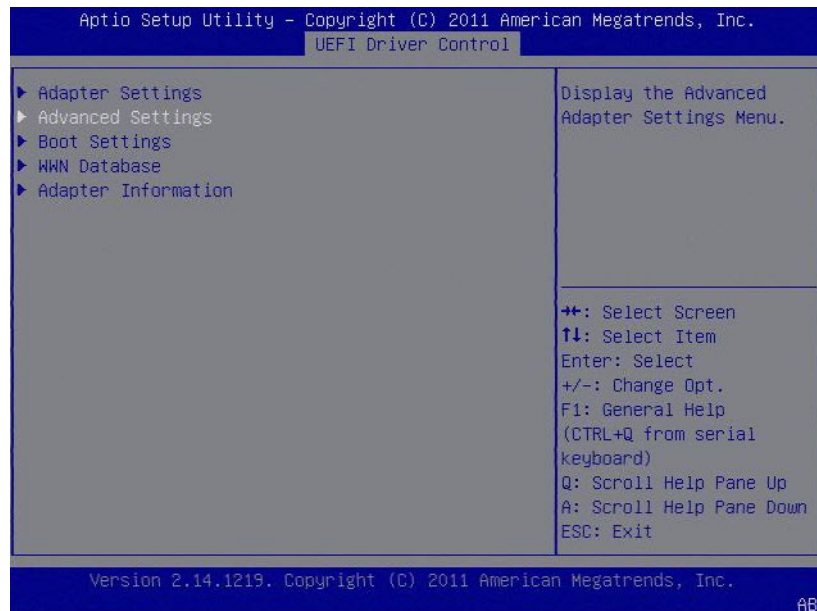 Aptio Setup Utility – Copyright (C) 2011 American Megatrends, Inc.
UEFI Driver Control
Adapter Settings
Advanced Settings
Boot Settings
WWN Database
Adapter Information
Display the Advanced
Adapter Settings Menu.
→←: Select Screen
↑↓: Select Item
Enter: Select
+/-: Change Opt.
F1: General Help
(CTRL+Q from serial
keyboard)
Q: Scroll Help Pane Up
A: Scroll Help Pane Down
ESC: Exit
Version 2.14.1219. Copyright (C) 2011 American Megatrends, Inc.
AB